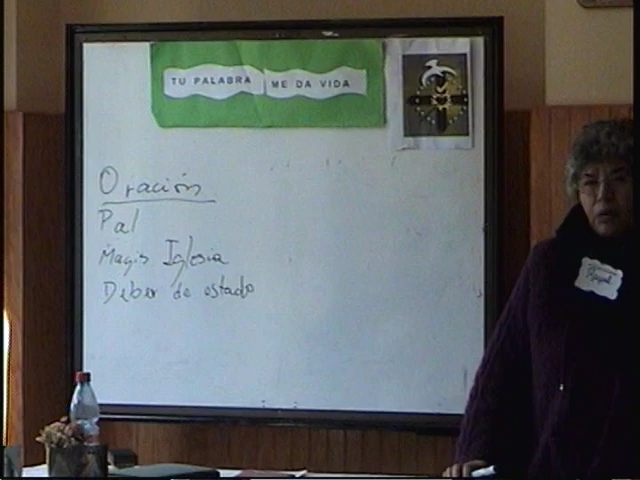 TU PALABRA ME DA VIDA
Oración
Pal
Magis Iglesia
Deber de estado